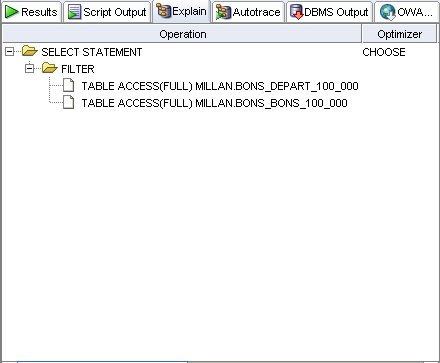 Results Script Output Explain Autotrace DBMS Output OWA...
Operation Optimizer
SELECT STATEMENT CHOOSE
FILTER
TABLE ACCESS(FULL) MILLAN.BONS_DEPART_100_000
TABLE ACCESS(FULL) MILLAN.BONS_BONS_100_000